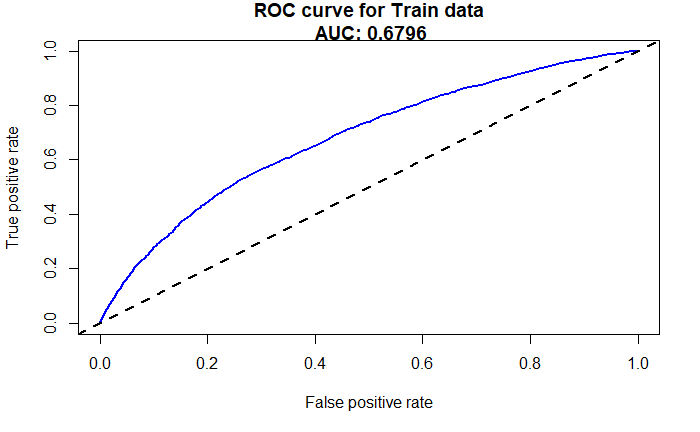 ROC curve for Train data
AUC: 0.6796
True positive rate
1.0
0.8
0.6
0.4
0.2
0.0
0.0 0.2 0.4 0.6 0.8 1.0
False positive rate